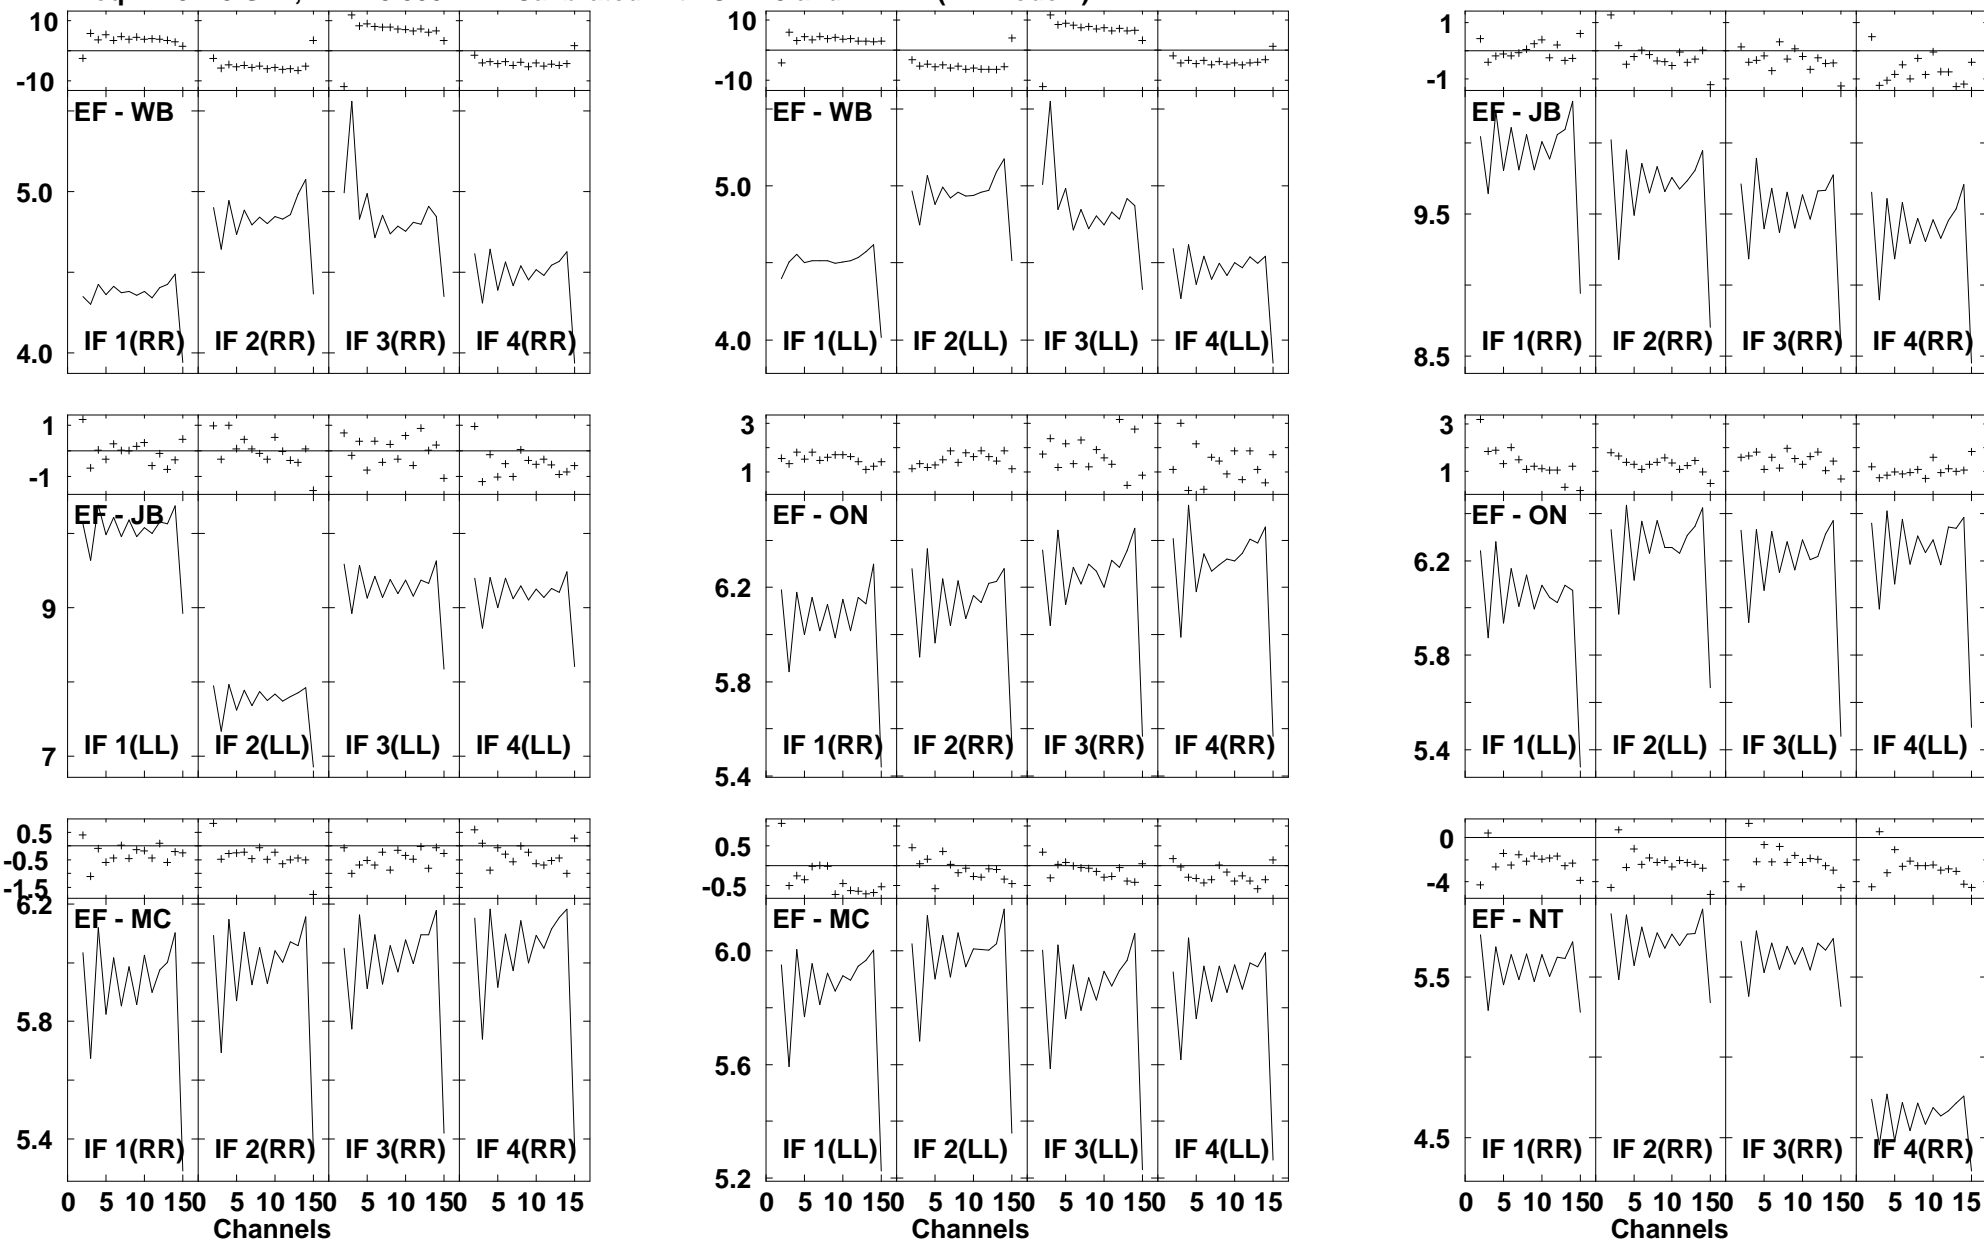 10
-10
EF - WB
5.0
4.0
IF 1(RR) IF 2(RR) IF 3(RR) IF 4(RR)
10
-10
EF - WB
5.0
4.0
IF 1(LL) IF 2(LL) IF 3(LL) IF 4(LL)
1
-1
EF - JB
9.5
8.5
IF 1(RR) IF 2(RR) IF 3(RR) IF 4(RR)
1
-1
EF - JB
9
7
IF 1(LL) IF 2(LL) IF 3(LL) IF 4(LL)
3
1
EF - ON
6.2
5.8
5.4
IF 1(RR) IF 2(RR) IF 3(RR) IF 4(RR)
3
1
EF - ON
6.2
5.8
5.4
IF 1(LL) IF 2(LL) IF 3(LL) IF 4(LL)
0.5
-0.5
-1.5
6.2
EF - MC
5.8
5.4
IF 1(RR) IF 2(RR) IF 3(RR) IF 4(RR)
0 5 10 150 5 10 150 5 10 150 5 10 15
Channels
0.5
-0.5
EF - MC
6.0
5.6
5.2
IF 1(LL) IF 2(LL) IF 3(LL) IF 4(LL)
0 5 10 150 5 10 150 5 10 150 5 10 15
Channels
0
-4
EF - NT
5.5
4.5
IF 1(RR) IF 2(RR) IF 3(RR) IF 4(RR)
0 5 10 150 5 10 150 5 10 150 5 10 15
Channels